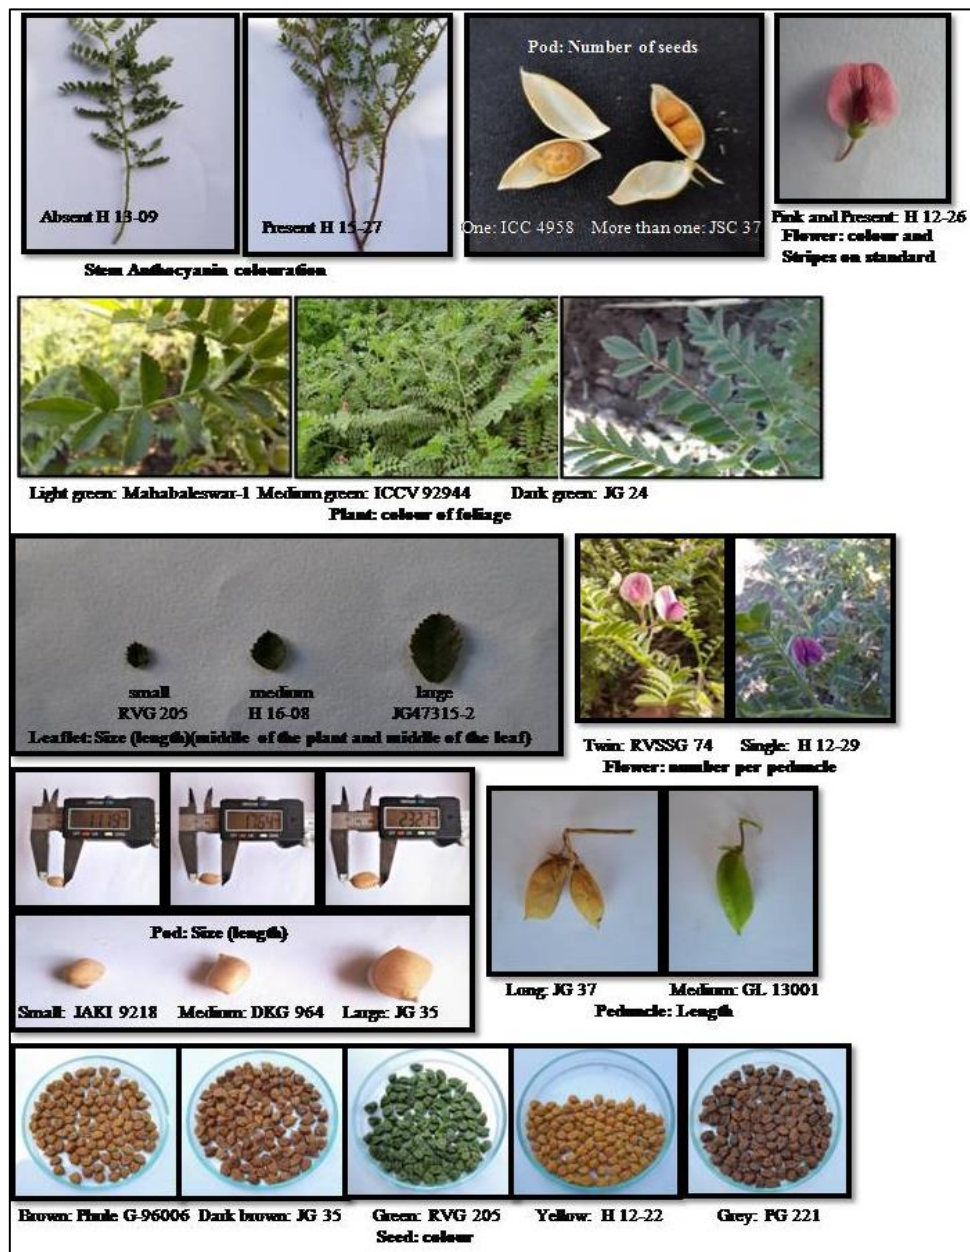 Pod: Number of seeds
Absent H 13-09
Present H 15-27
One: ICC 4958 More than one: JSC 37
Stem Anthocyanin colouration
Pink and Present: H 12-26
Flower: colour and
Stripes on standard
Light green: Mahabaleswar-1 Medium green: ICCV 92944 Dark green: JG 24
Plant: colour of foliage
small medium large
RVG 205 H 16-08 JG47315-2
Leaflet: Size (length)(middle of the plant and middle of the leaf)
Twin: RVSSG 74 Single: H 12-29
Flower: number per peduncle
Pod: Size (length)
Small: JAKI 9218 Medium: DKG 964 Large: JG 35
Long: JG 37 Medium: GL 13001
Peduncle: Length
Brown: Phule G-96006 Dark brown: JG 35 Green: RVG 205 Yellow: H 12-22 Grey: PG 221
Seed: colour